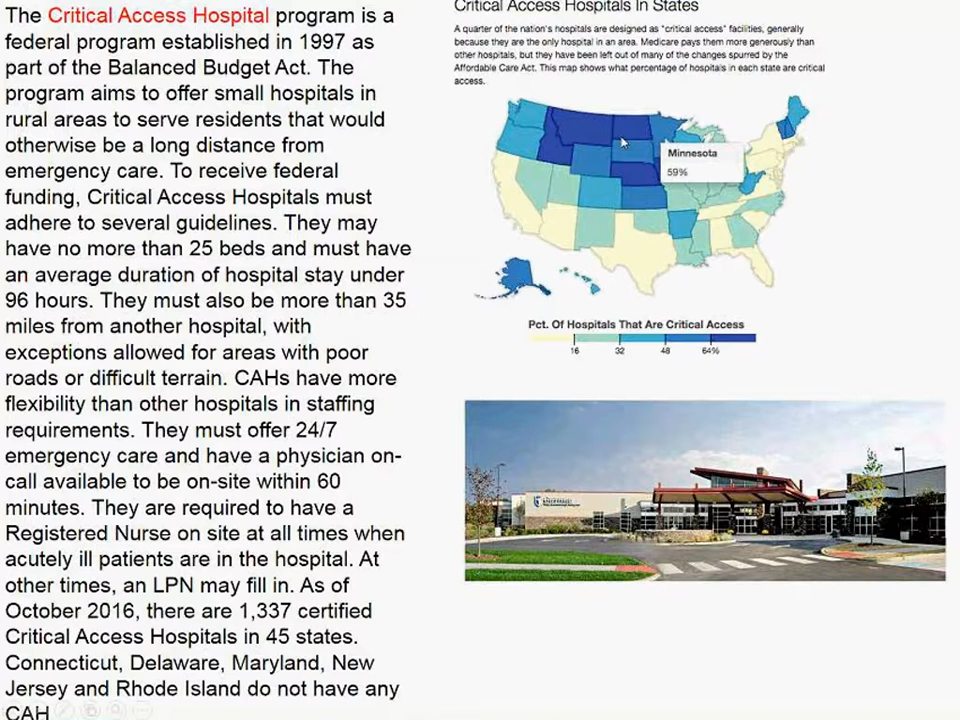 The Critical Access Hospital program is a
federal program established in 1997 as
part of the Balanced Budget Act. The
program aims to offer small hospitals in
rural areas to serve residents that would
otherwise be a long distance from
emergency care. To receive federal
funding, Critical Access Hospitals must
adhere to several guidelines. They may
have no more than 25 beds and must have
an average duration of hospital stay under
96 hours. They must also be more than 35
miles from another hospital, with
exceptions allowed for areas with poor
roads or difficult terrain. CAHs have more
flexibility than other hospitals in staffing
requirements. They must offer 24/7
emergency care and have a physician on-
call available to be on-site within 60
minutes. They are required to have a
Registered Nurse on site at all times when
acutely ill patients are in the hospital. At
other times, an LPN may fill in. As of
October 2016, there are 1,337 certified
Critical Access Hospitals in 45 states.
Connecticut, Delaware, Maryland, New
Jersey and Rhode Island do not have any
CAH
Critical Access Hospitals In States
A quarter of the nation's hospitals are designed as "critical access" facilities, generally
because they are the only hospital in an area. Medicare pays them more generously than
other hospitals, but they have been left out of many of the changes spurred by the
Affordable Care Act. This map shows what percentage of hospitals in each state are critical
access.
Minnesota
59%
Pct. Of Hospitals That Are Critical Access
16 32 48 64%